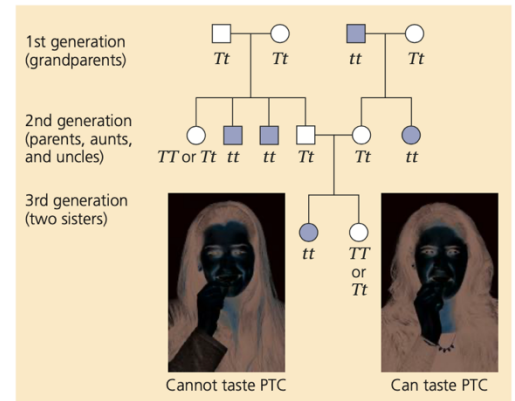 1st generation
(grandparents)
Tt Tt tt Tt
2nd generation
(parents, aunts,
and uncles)
TT or Tt tt tt Tt Tt tt
3rd generation
(two sisters)
tt TT
or
Tt
Cannot taste PTC
Can taste PTC